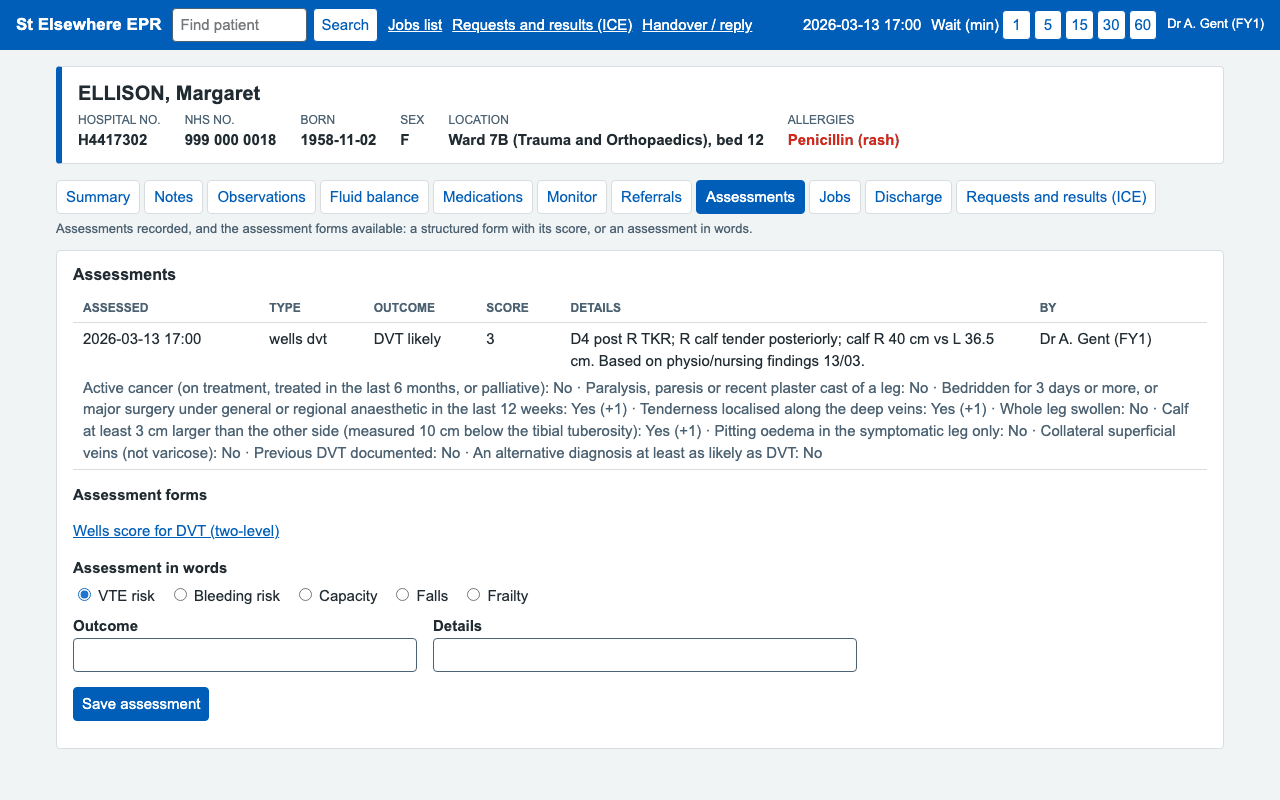 St Elsewhere EPR Find patient Search Jobs list Requests and results (ICE) Handover / reply 2026-03-13 17:00 Wait (min) 1 5 15 30 60 Dr A. Gent (FY1)
ELLISON, Margaret
HOSPITAL NO. NHS NO. BORN SEX LOCATION ALLERGIES
H4417302 999 000 0018 1958-11-02 F Ward 7B (Trauma and Orthopaedics), bed 12 Penicillin (rash)
Summary Notes Observations Fluid balance Medications Monitor Referrals Assessments Jobs Discharge Requests and results (ICE)
Assessments recorded, and the assessment forms available: a structured form with its score, or an assessment in words.
Assessments
ASSESSED TYPE OUTCOME SCORE DETAILS BY
2026-03-13 17:00 wells dvt DVT likely 3 D4 post R TKR; R calf tender posteriorly; calf R 40 cm vs L 36.5 Dr A. Gent (FY1)
cm. Based on physio/nursing findings 13/03.
Active cancer (on treatment, treated in the last 6 months, or palliative): No · Paralysis, paresis or recent plaster cast of a leg: No · Bedridden for 3 days or more, or
major surgery under general or regional anaesthetic in the last 12 weeks: Yes (+1) · Tenderness localised along the deep veins: Yes (+1) · Whole leg swollen: No · Calf
at least 3 cm larger than the other side (measured 10 cm below the tibial tuberosity): Yes (+1) · Pitting oedema in the symptomatic leg only: No · Collateral superficial
veins (not varicose): No · Previous DVT documented: No · An alternative diagnosis at least as likely as DVT: No
Assessment forms
Wells score for DVT (two-level)
Assessment in words
VTE risk Bleeding risk Capacity Falls Frailty
Outcome Details
Save assessment